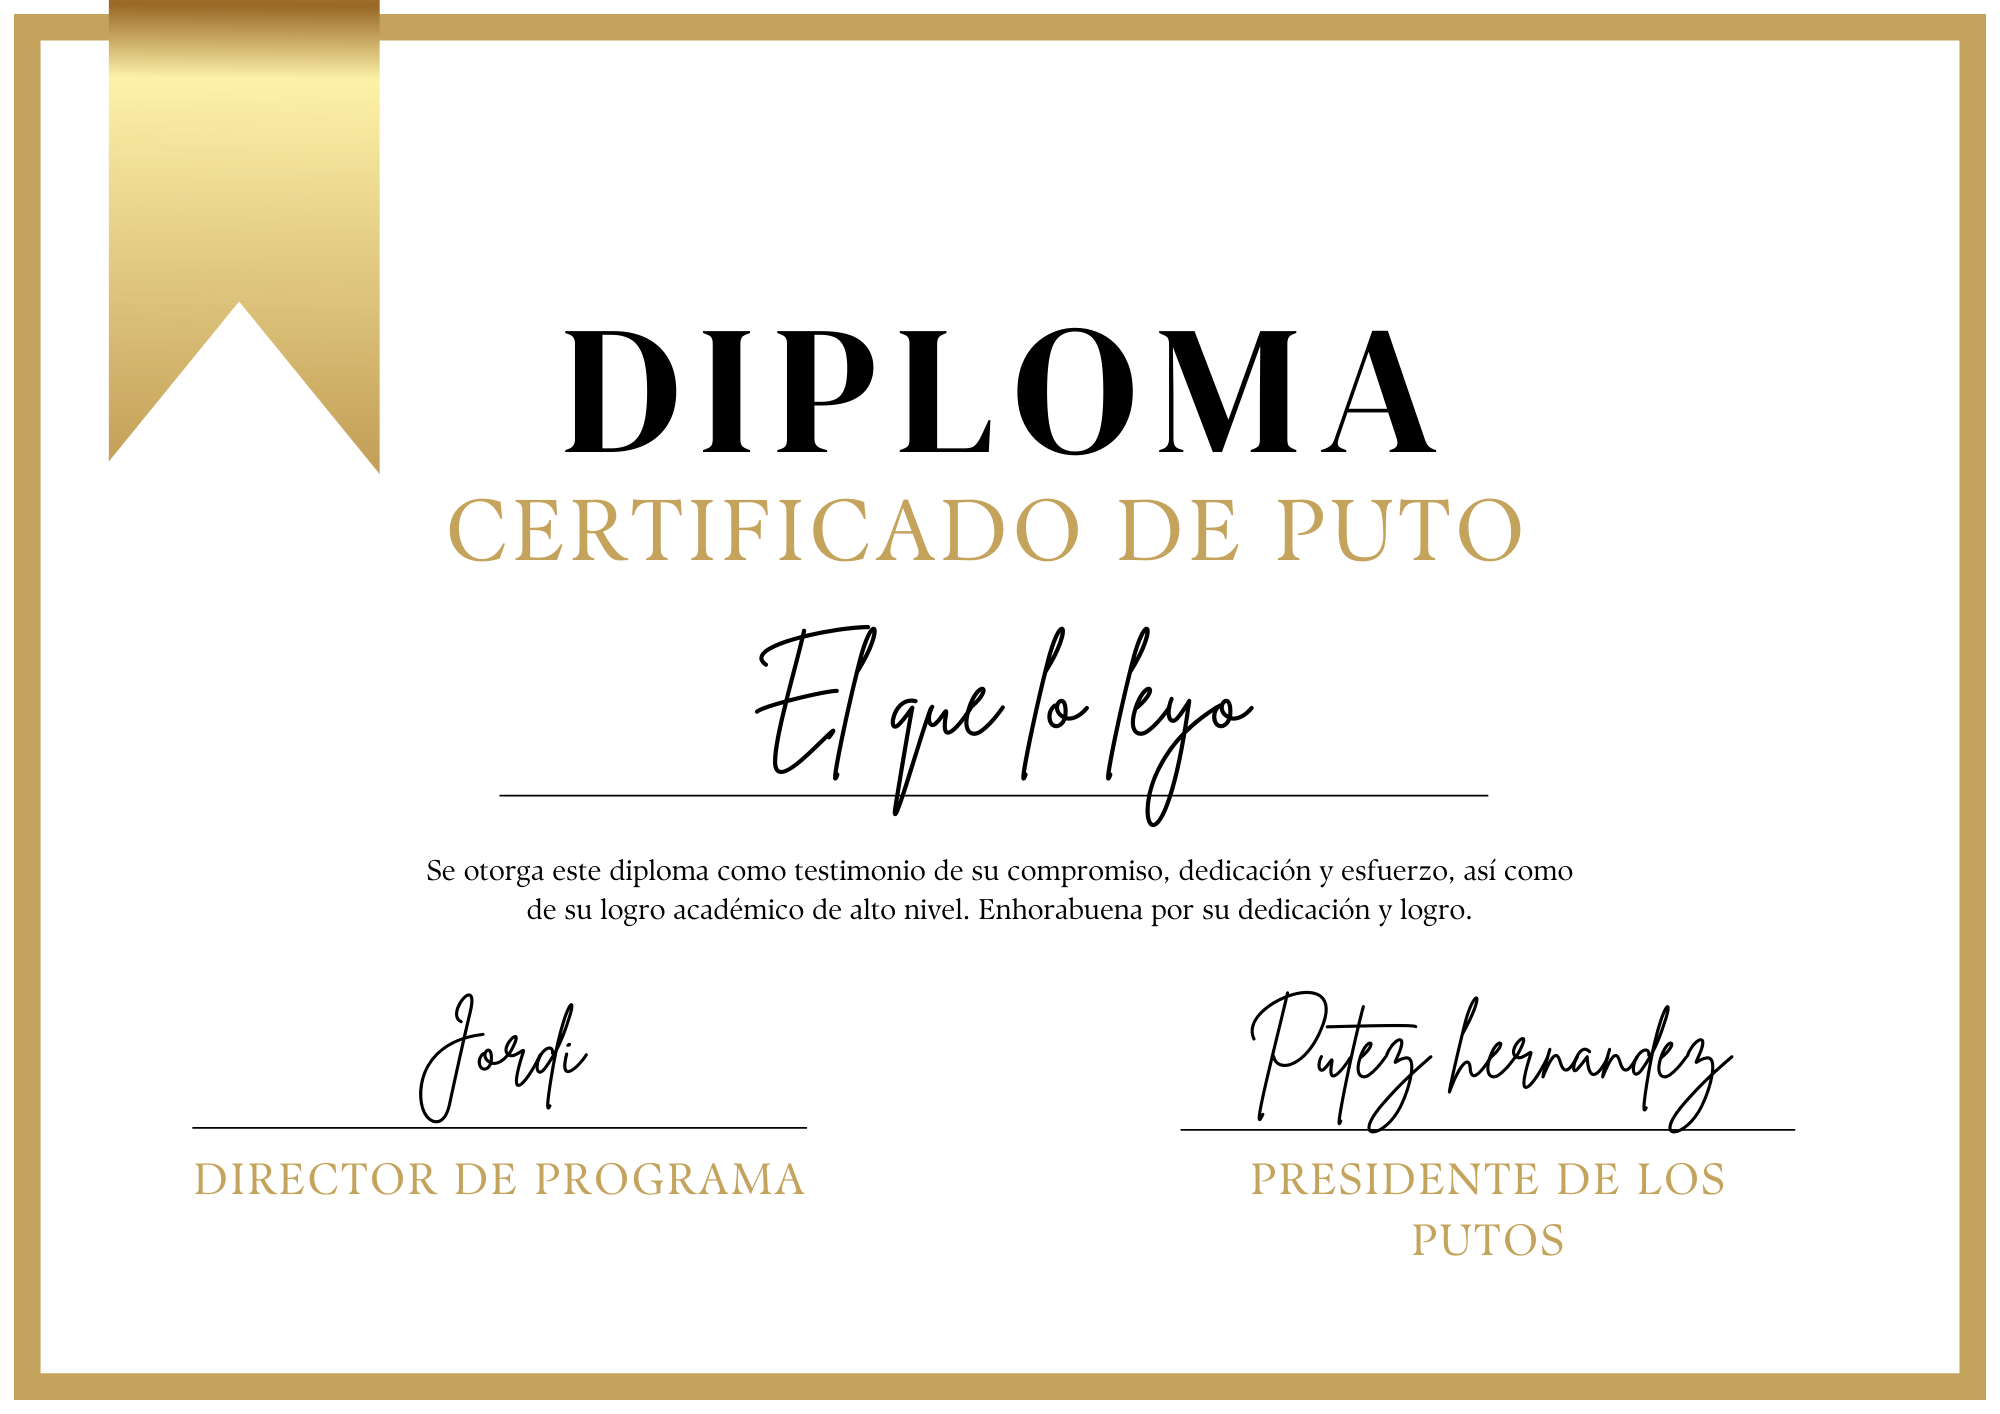 DIPLOMA
CERTIFICADO DE PUTO
El que lo leyo
Se otorga este diploma como testimonio de su compromiso, dedicación y esfuerzo, así como
de su logro académico de alto nivel. Enhorabuena por su dedicación y logro.
Jordi
DIRECTOR DE PROGRAMA
Putez hernandez
PRESIDENTE DE LOS
PUTOS